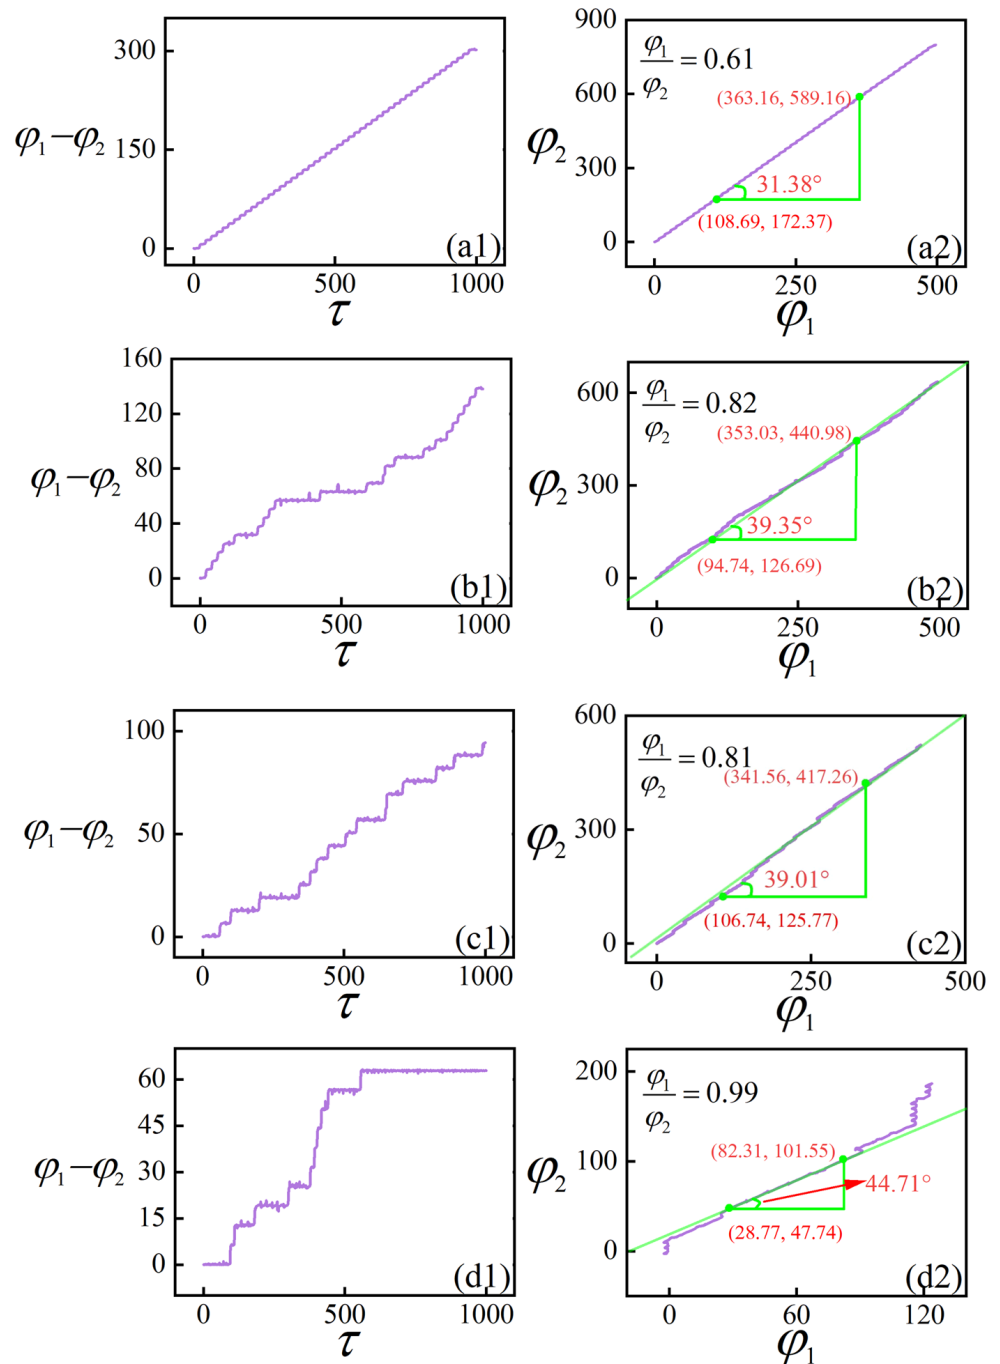 300
150
0
φ₁−φ₂
(a1)
0 500 1000
τ
900
600
300
0
φ₂
φ₁/φ₂ = 0.61
(363.16, 589.16)
31.38°
(108.69, 172.37)
(a2)
0 250 500
φ₁
160
120
80
40
0
φ₁−φ₂
(b1)
0 500 1000
τ
600
300
0
φ₂
φ₁/φ₂ = 0.82
(353.03, 440.98)
39.35°
(94.74, 126.69)
(b2)
0 250 500
φ₁
100
50
0
φ₁−φ₂
(c1)
0 500 1000
τ
600
300
0
φ₂
φ₁/φ₂ = 0.81
(341.56, 417.26)
39.01°
(106.74, 125.77)
(c2)
0 250 500
φ₁
60
45
30
15
0
φ₁−φ₂
(d1)
0 500 1000
τ
200
100
0
φ₂
φ₁/φ₂ = 0.99
(82.31, 101.55)
44.71°
(28.77, 47.74)
(d2)
0 60 120
φ₁